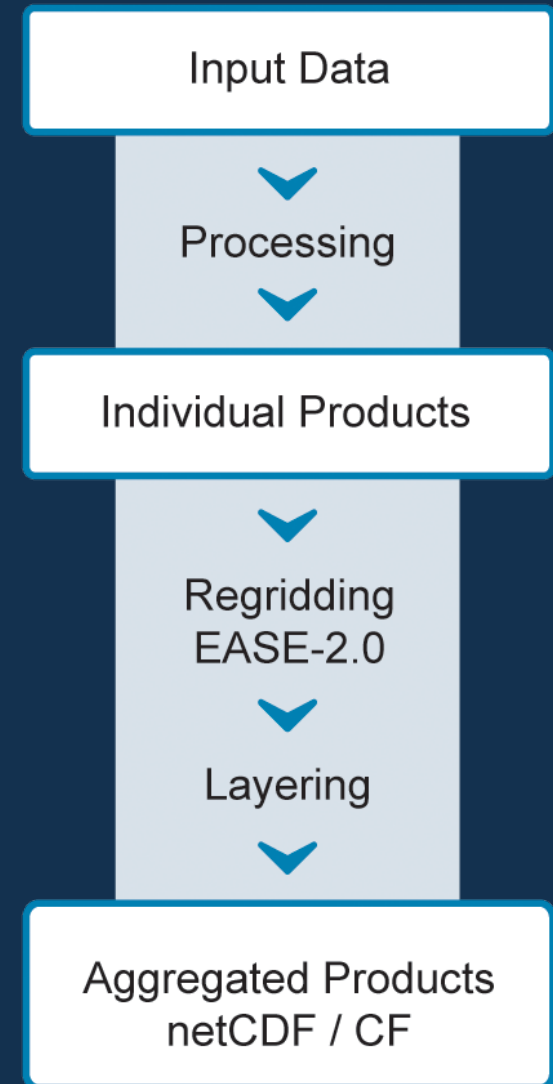 Input Data
Processing
Individual Products
Regridding
EASE-2.0
Layering
Aggregated Products
netCDF / CF